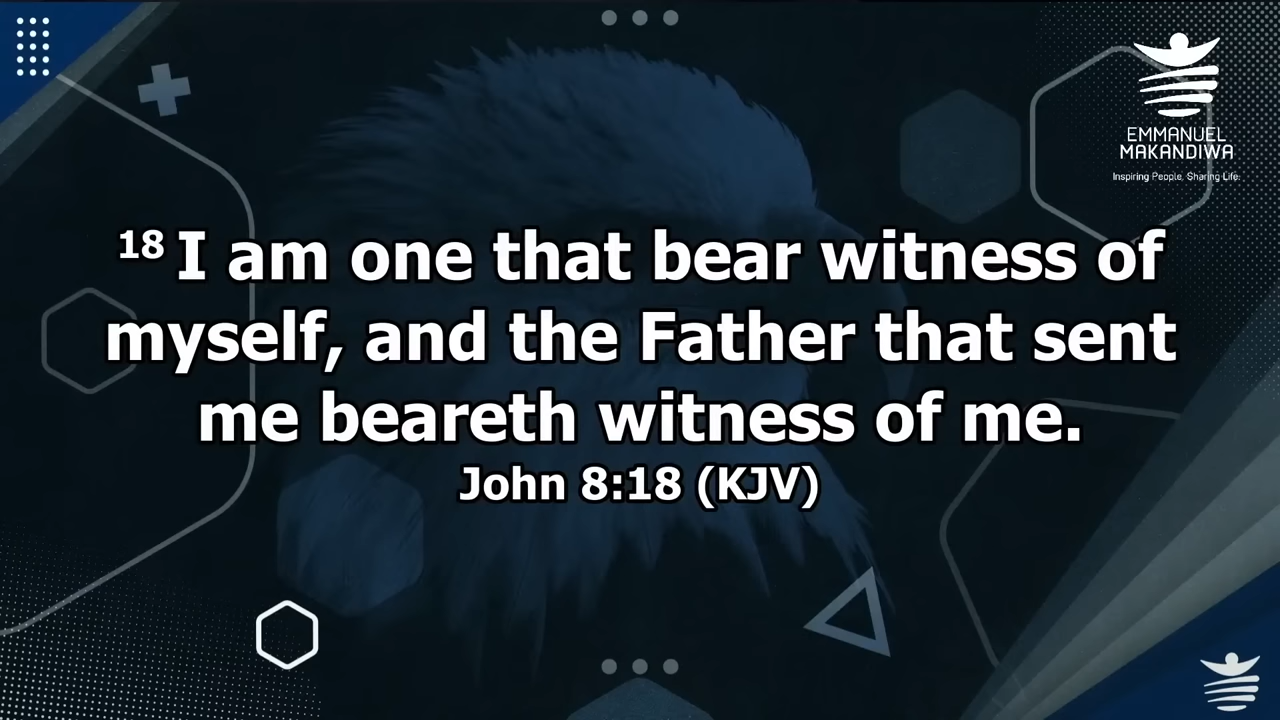 EMMANUEL
MAKANDIWA
Inspiring People. Sharing Life.
18 I am one that bear witness of
myself, and the Father that sent
me beareth witness of me.
John 8:18 (KJV)